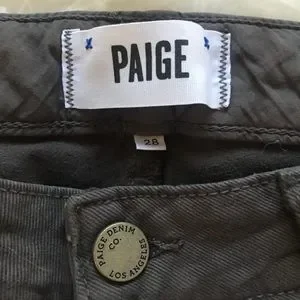 PAIGE
28
PAIGE DENIM
CO.
LOS ANGELES